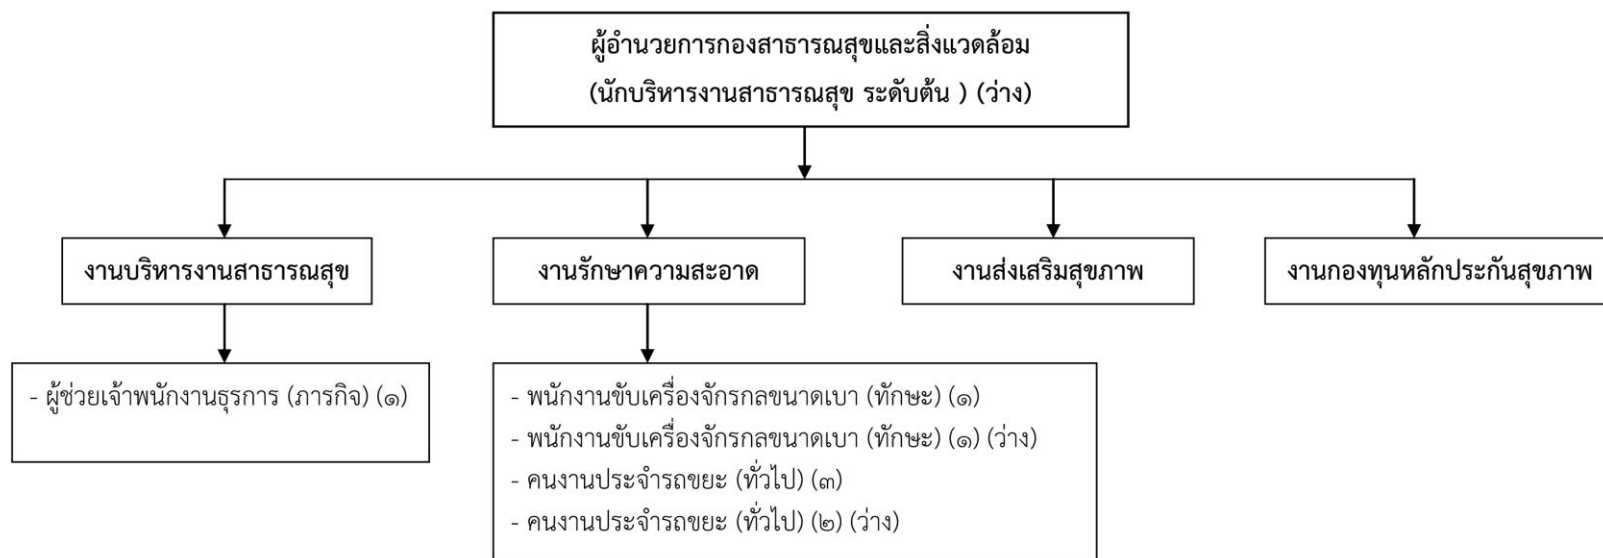 ผู้อำนวยการกองสาธารณสุขและสิ่งแวดล้อม
(นักบริหารงานสาธารณสุข ระดับต้น ) (ว่าง)
งานบริหารงานสาธารณสุข
งานรักษาความสะอาด
งานส่งเสริมสุขภาพ
งานกองทุนหลักประกันสุขภาพ
- ผู้ช่วยเจ้าพนักงานธุรการ (ภารกิจ) (๑)
- พนักงานขับเครื่องจักรกลขนาดเบา (ทักษะ) (๑)
- พนักงานขับเครื่องจักรกลขนาดเบา (ทักษะ) (๑) (ว่าง)
- คนงานประจำรถขยะ (ทั่วไป) (๓)
- คนงานประจำรถขยะ (ทั่วไป) (๒) (ว่าง)